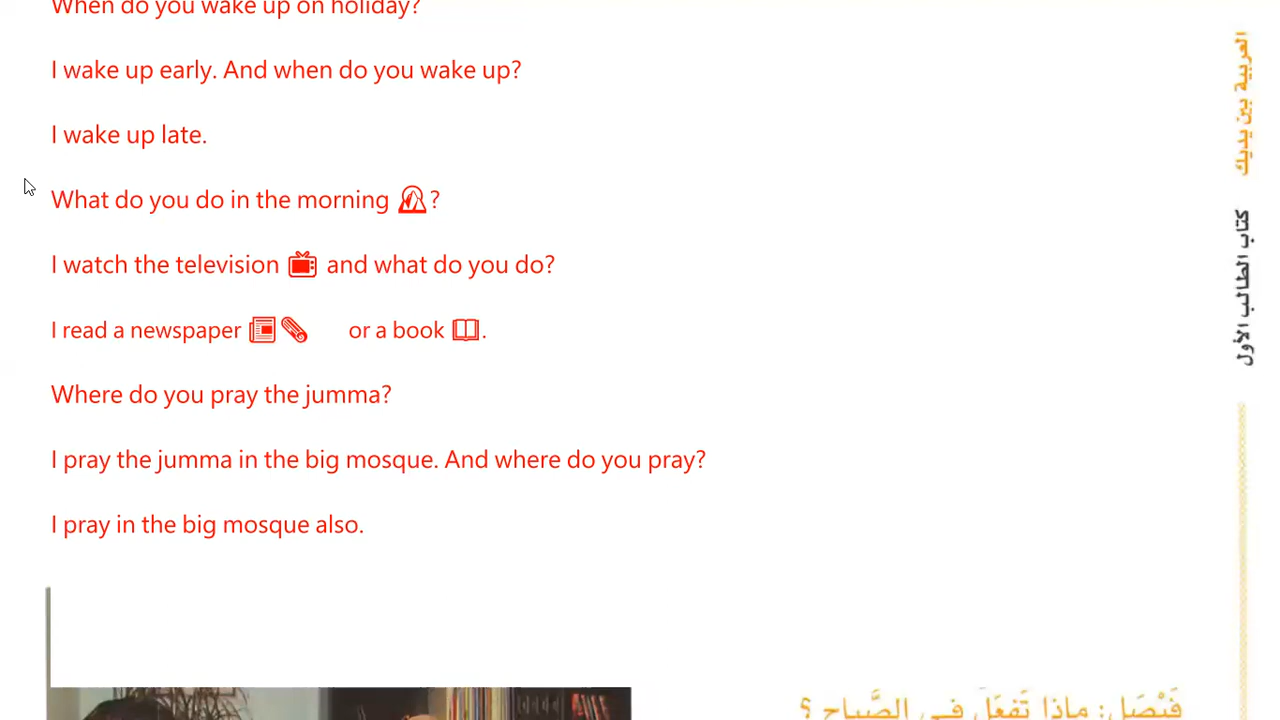 When do you wake up on holiday?
I wake up early. And when do you wake up?
I wake up late.
What do you do in the morning ?
I watch the television and what do you do?
I read a newspaper or a book .
Where do you pray the jumma?
I pray the jumma in the big mosque. And where do you pray?
I pray in the big mosque also.
العربية بين يديك
كتاب الطالب الأول
فَيْصَل: ماذا تَفعَلُ في الصَّباحِ ؟